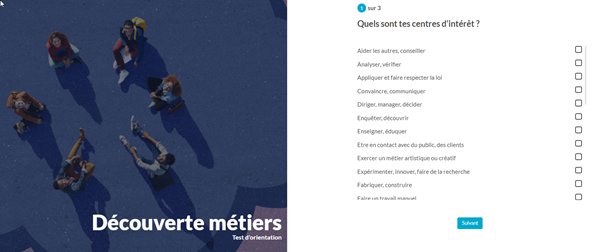 Découverte métiers
Test d'orientation
1 sur 3
Quels sont tes centres d'intérêt ?
Aider les autres, conseiller
Analyser, vérifier
Appliquer et faire respecter la loi
Convaincre, communiquer
Diriger, manager, décider
Enquêter, découvrir
Enseigner, éduquer
Etre en contact avec du public, des clients
Exercer un métier artistique ou créatif
Expérimenter, innover, faire de la recherche
Fabriquer, construire
Faire un travail manuel
Suivant